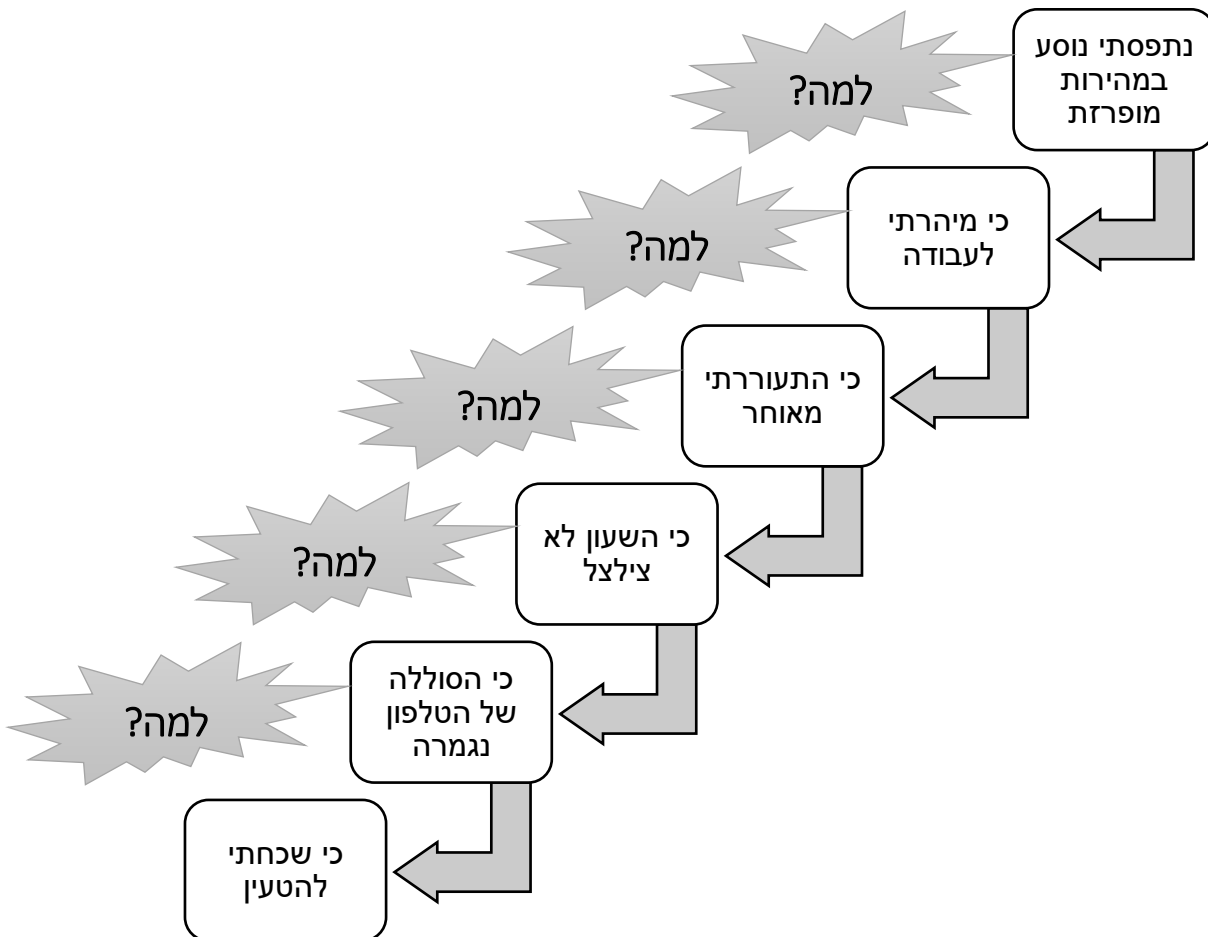 נתפסתי נוסע
במהירות
מופרזת
למה?
כי מיהרתי
לעבודה
למה?
כי התעוררתי
מאוחר
למה?
כי השעון לא
צילצל
למה?
כי הסוללה
של הטלפון
נגמרה
למה?
כי שכחתי
להטעין